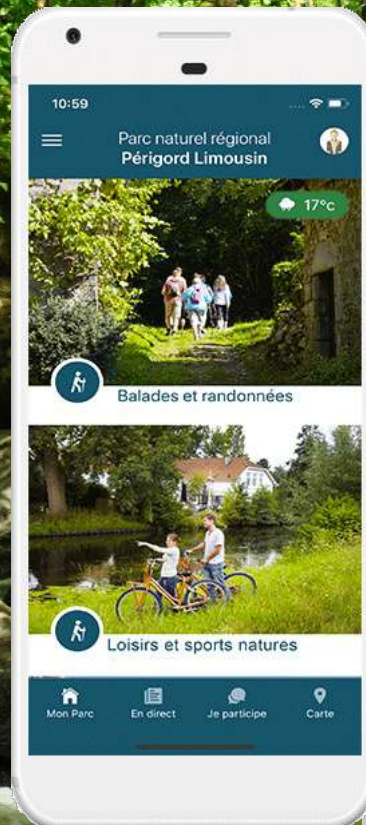 10:59
Parc naturel régional
Périgord Limousin
17°c
Balades et randonnées
Loisirs et sports natures
Mon Parc
En direct
Je participe
Carte